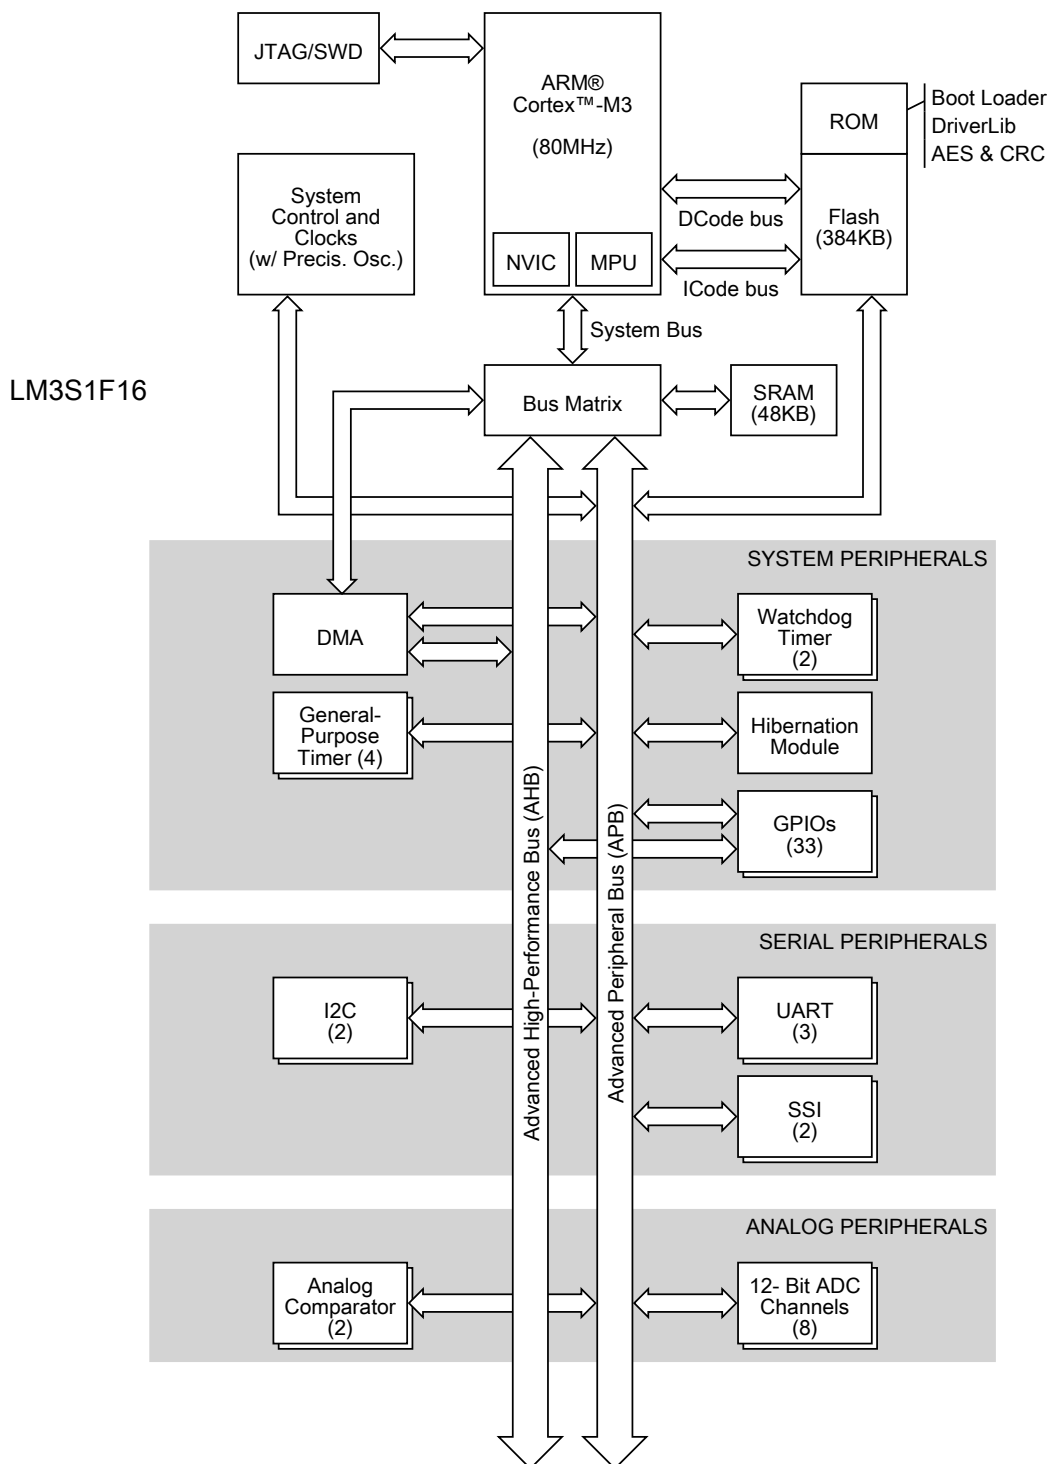 JTAG/SWD
ARM®
Cortex™-M3
(80MHz)
NVIC
MPU
ROM
Boot Loader
DriverLib
AES & CRC
System
Control and
Clocks
(w/ Precis. Osc.)
DCode bus
Flash
(384KB)
ICode bus
System Bus
LM3S1F16
Bus Matrix
SRAM
(48KB)
SYSTEM PERIPHERALS
DMA
Watchdog
Timer
(2)
General-
Purpose
Timer (4)
Hibernation
Module
GPIOs
(33)
Advanced High-Performance Bus (AHB)
Advanced Peripheral Bus (APB)
SERIAL PERIPHERALS
I2C
(2)
UART
(3)
SSI
(2)
ANALOG PERIPHERALS
Analog
Comparator
(2)
12- Bit ADC
Channels
(8)